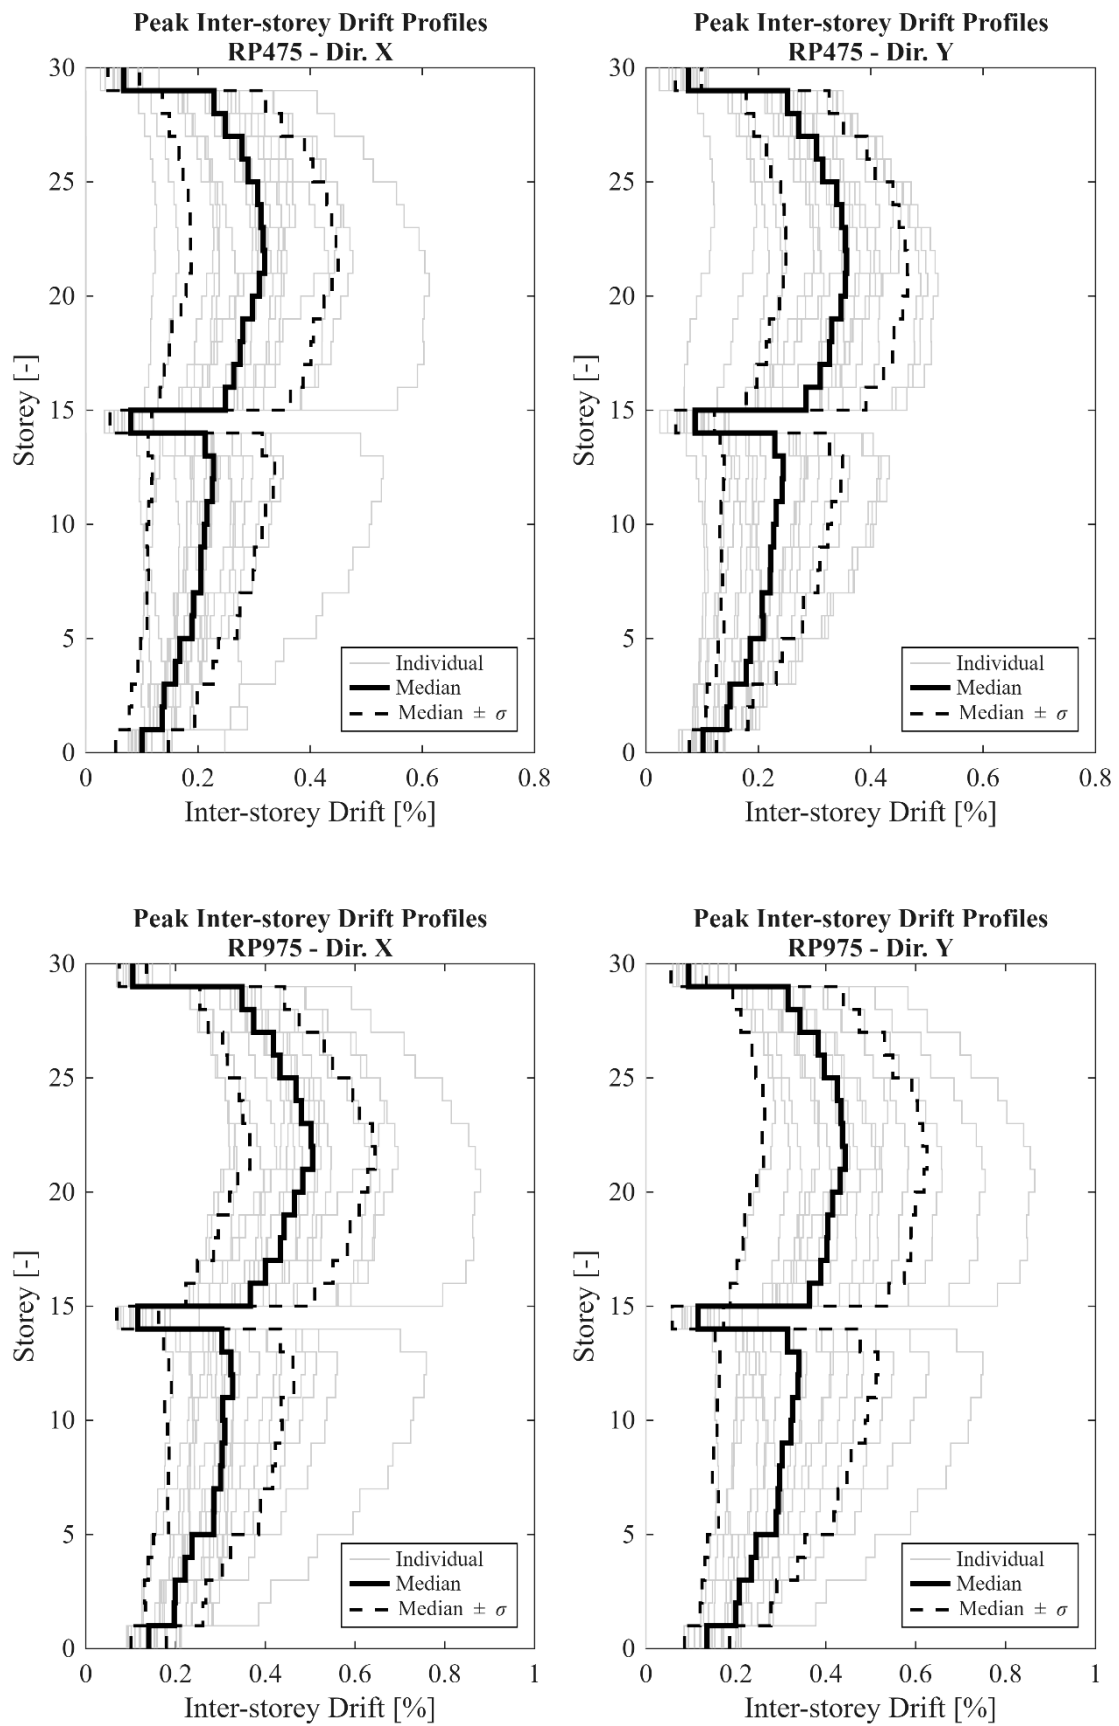 Peak Inter-storey Drift Profiles
RP475 - Dir. X
30
25
20
15
10
5
0
Storey [-]
Individual
Median
Median ± σ
0
0.2
0.4
0.6
0.8
Inter-storey Drift [%]
Peak Inter-storey Drift Profiles
RP475 - Dir. Y
30
25
20
15
10
5
0
Storey [-]
Individual
Median
Median ± σ
0
0.2
0.4
0.6
0.8
Inter-storey Drift [%]
Peak Inter-storey Drift Profiles
RP975 - Dir. X
30
25
20
15
10
5
0
Storey [-]
Individual
Median
Median ± σ
0
0.2
0.4
0.6
0.8
1
Inter-storey Drift [%]
Peak Inter-storey Drift Profiles
RP975 - Dir. Y
30
25
20
15
10
5
0
Storey [-]
Individual
Median
Median ± σ
0
0.2
0.4
0.6
0.8
1
Inter-storey Drift [%]